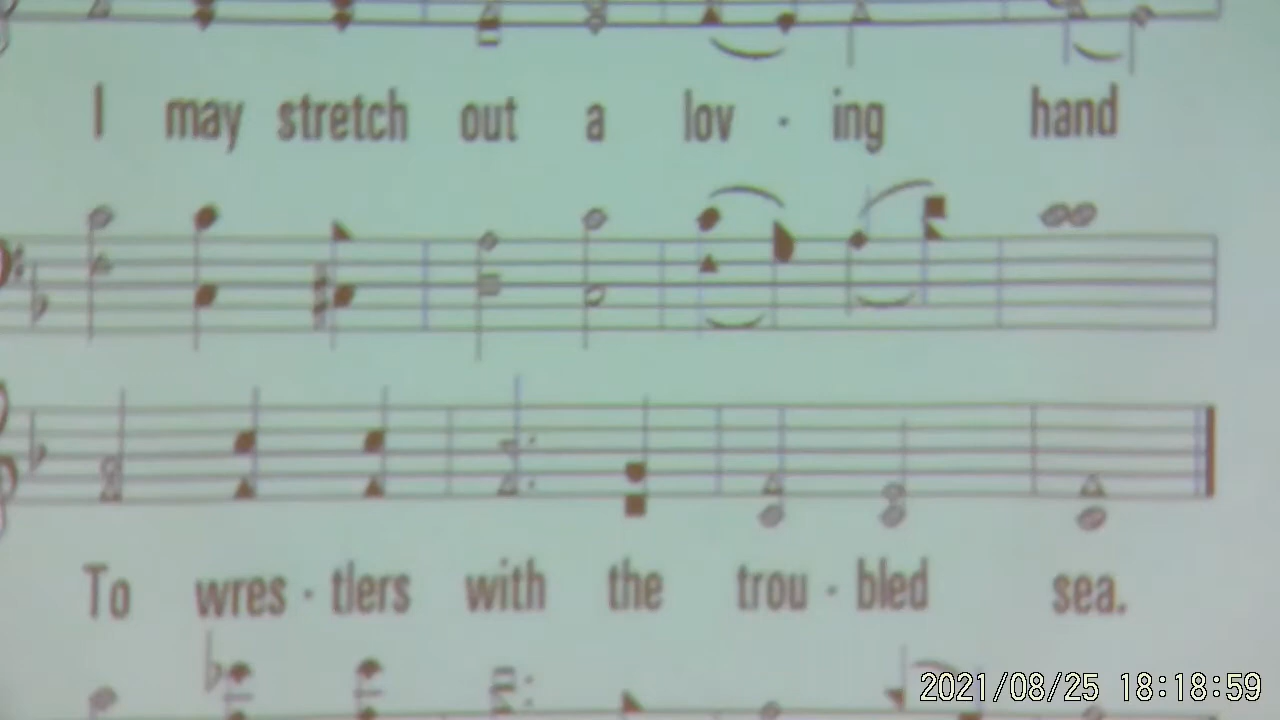 I may stretch out a lov · ing hand
To wres · tlers with the trou · bled sea.
2021/08/25 18:18:59